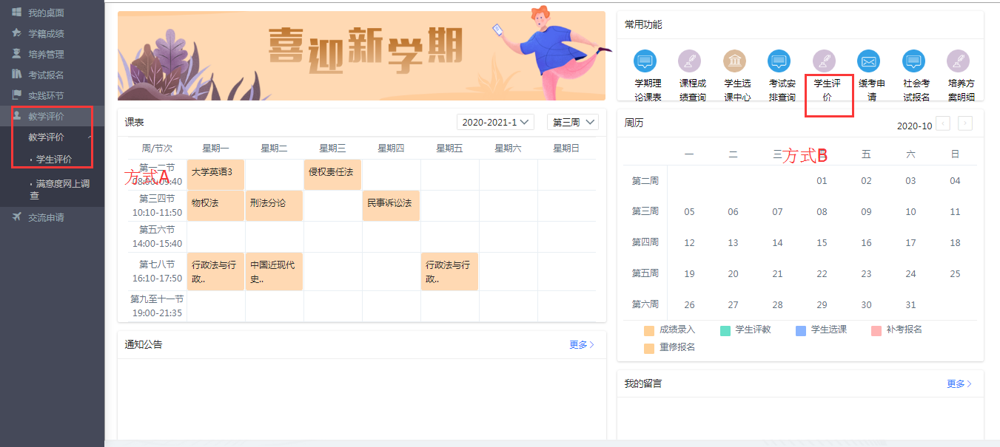 我的桌面
学籍成绩
培养管理
考试报名
实践环节
教学评价
教学评价
· 学生评价
· 满意度网上调
查
交流申请
喜迎新学期
常用功能
学期理
论课表
课程成
绩查询
学生选
课中心
考试安
排查询
学生评
价
缓考申
请
社会考
试报名
培养方
案明细
课表
2020-2021-1
第三周
周/节次 星期一 星期二 星期三 星期四 星期五 星期六 星期日
第一二节
08:00-09:40
大学英语3
侵权责任法
方式A
第三四节
10:10-11:50
物权法
刑法分论
民事诉讼法
第五六节
14:00-15:40
第七八节
16:10-17:50
行政法与行
政..
中国近现代
史..
行政法与行
政..
第九至十一节
19:00-21:35
通知公告
更多
周历
2020-10
一 二 三 五 六 日
方式B
第二周 01 02 03 04
第三周 05 06 07 08 09 10 11
第四周 12 13 14 15 16 17 18
第五周 19 20 21 22 23 24 25
第六周 26 27 28 29 30 31
成绩录入 学生评教 学生选课 补考报名
重修报名
我的留言
更多